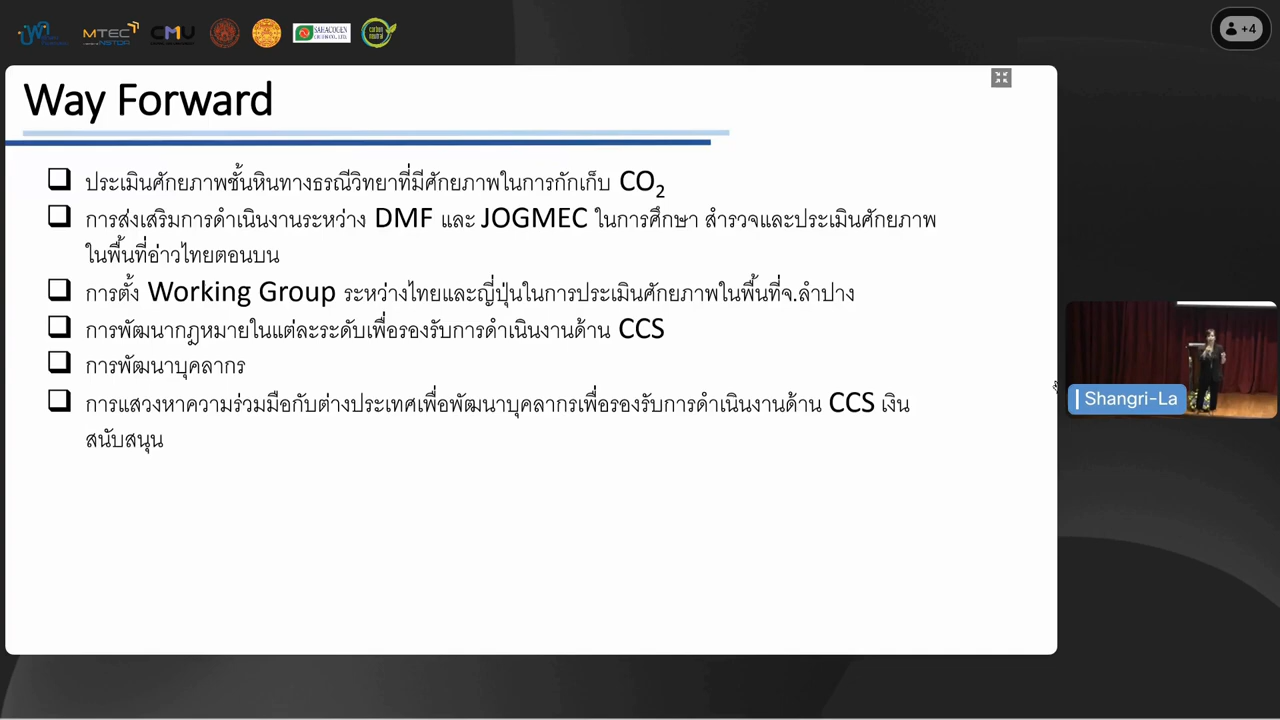 MTEC
NSTDA
CMU
SAHACOGEN
+4
Way Forward
ประเมินศักยภาพชั้นหินทางธรณีวิทยาที่มีศักยภาพในการกักเก็บ CO₂
การส่งเสริมการดำเนินงานระหว่าง DMF และ JOGMEC ในการศึกษา สำรวจและประเมินศักยภาพ
ในพื้นที่อ่าวไทยตอนบน
การตั้ง Working Group ระหว่างไทยและญี่ปุ่นในการประเมินศักยภาพในพื้นที่จ.ลำปาง
การพัฒนากฎหมายในแต่ละระดับเพื่อรองรับการดำเนินงานด้าน CCS
การพัฒนาบุคลากร
การแสวงหาความร่วมมือกับต่างประเทศเพื่อพัฒนาบุคลากรเพื่อรองรับการดำเนินงานด้าน CCS เงิน
สนับสนุน
Shangri-La